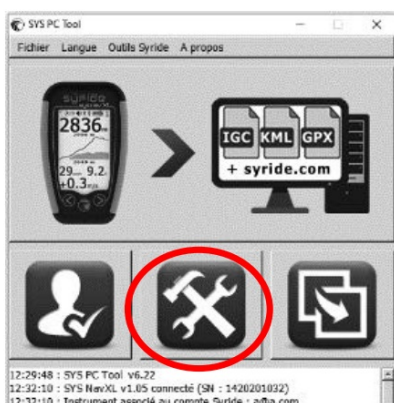 SYS PC Tool
Fichier Langue Outils Syride A propos
sυride
2836m
29 9.2
+0.3 m/s
IGC KML GPX
+ syride.com
12:29:48 : SYS PC Tool v6.22
12:32:10 : SYS NavXL v1.05 connecté (SN : 1420201032)
12:32:10 : Instrument associé au compte Syride :